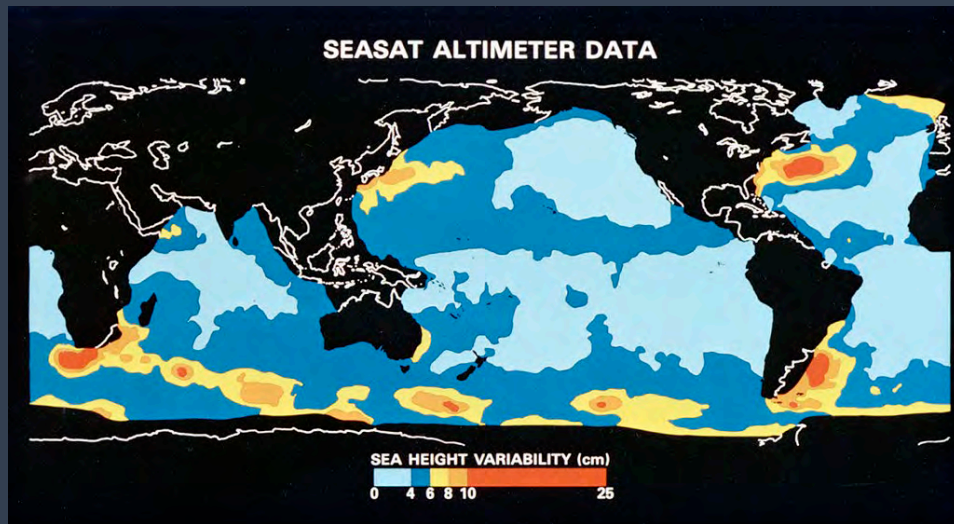 SEASAT ALTIMETER DATA
SEA HEIGHT VARIABILITY (cm)
0 4 6 8 10 25